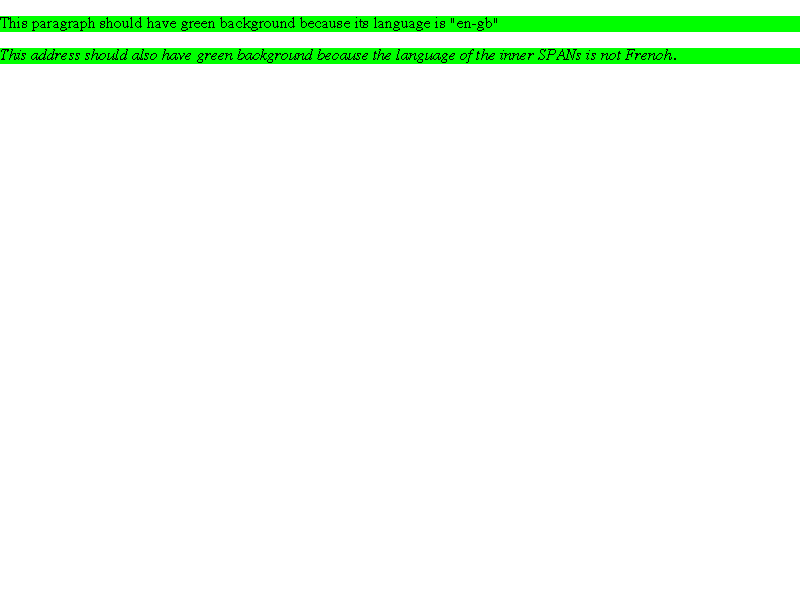 This paragraph should have green background because its language is "en-gb"
This address should also have green background because the language of the inner SPANs is not French.